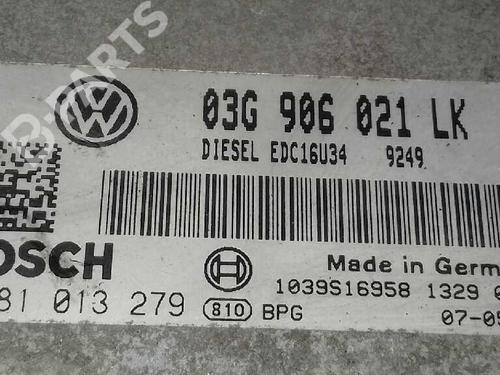 03G 906 021 LK
DIESEL EDC16U34 9249
OSCH
Made in Germ
81 013 279
810
BPG
1039S16958 1329
07-05